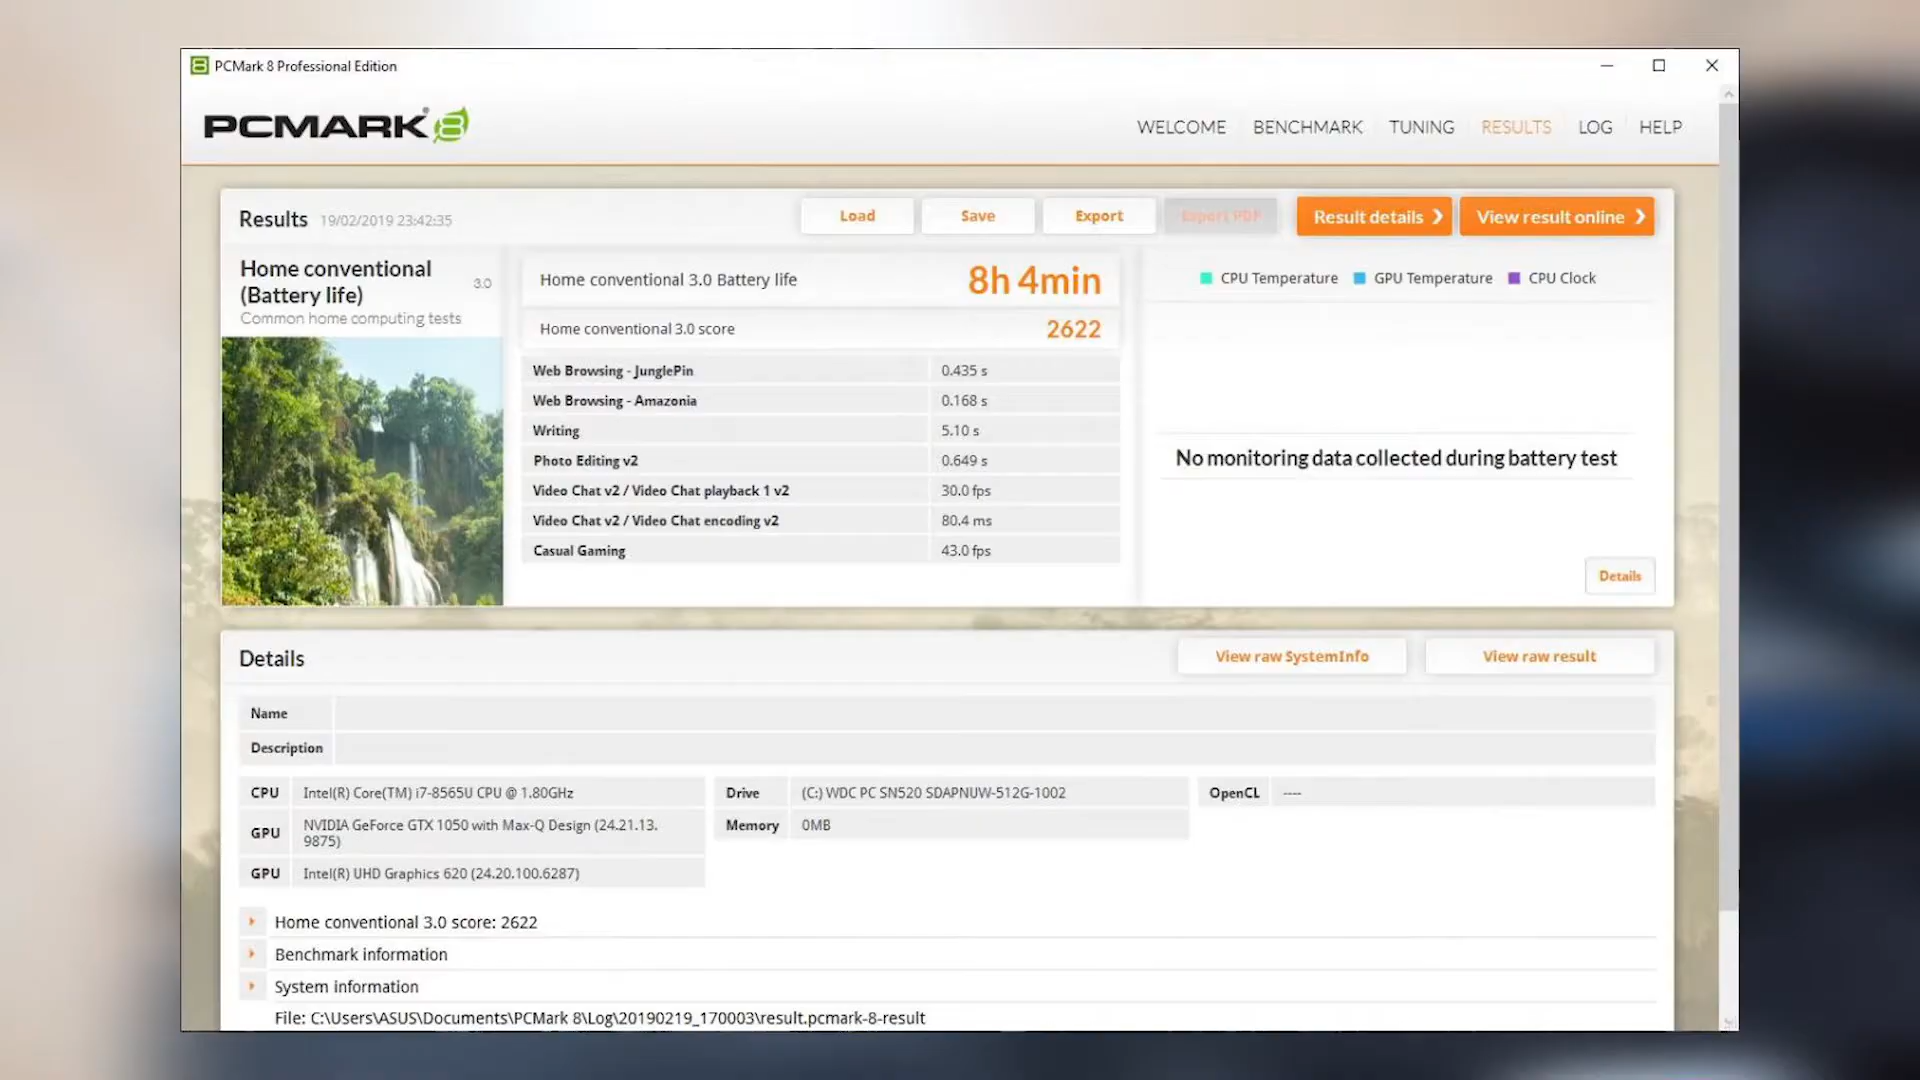 PCMark 8 Professional Edition
PCMARK 8
WELCOME BENCHMARK TUNING RESULTS LOG HELP
Results 19/02/2019 23:42:35
Load Save Export Export PDF Result details View result online
Home conventional
(Battery life)
3.0
Common home computing tests
Home conventional 3.0 Battery life 8h 4min
Home conventional 3.0 score 2622
Web Browsing - JunglePin 0.435 s
Web Browsing - Amazonia 0.168 s
Writing 5.10 s
Photo Editing v2 0.649 s
Video Chat v2 / Video Chat playback 1 v2 30.0 fps
Video Chat v2 / Video Chat encoding v2 80.4 ms
Casual Gaming 43.0 fps
CPU Temperature GPU Temperature CPU Clock
No monitoring data collected during battery test
Details
Details
View raw SystemInfo View raw result
Name
Description
CPU Intel(R) Core(TM) i7-8565U CPU @ 1.80GHz
GPU NVIDIA GeForce GTX 1050 with Max-Q Design (24.21.13.
9875)
GPU Intel(R) UHD Graphics 620 (24.20.100.6287)
Drive (C:) WDC PC SN520 SDAPNUW-512G-1002
Memory 0MB
OpenCL ----
Home conventional 3.0 score: 2622
Benchmark information
System information
File: C:\Users\ASUS\Documents\PCMark 8\Log\20190219_170003\result.pcmark-8-result